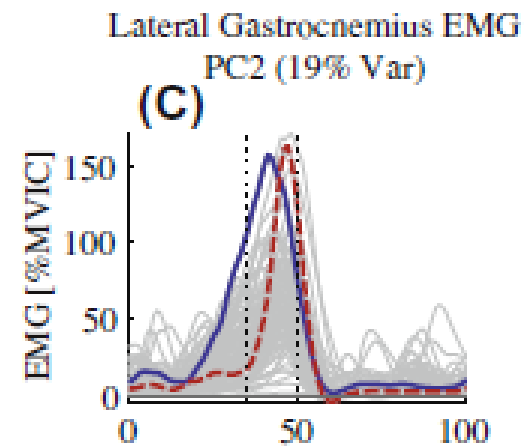 Lateral Gastrocnemius EMG
PC2 (19% Var)
(C)
EMG [%MVIC]
150
100
50
0
0 50 100